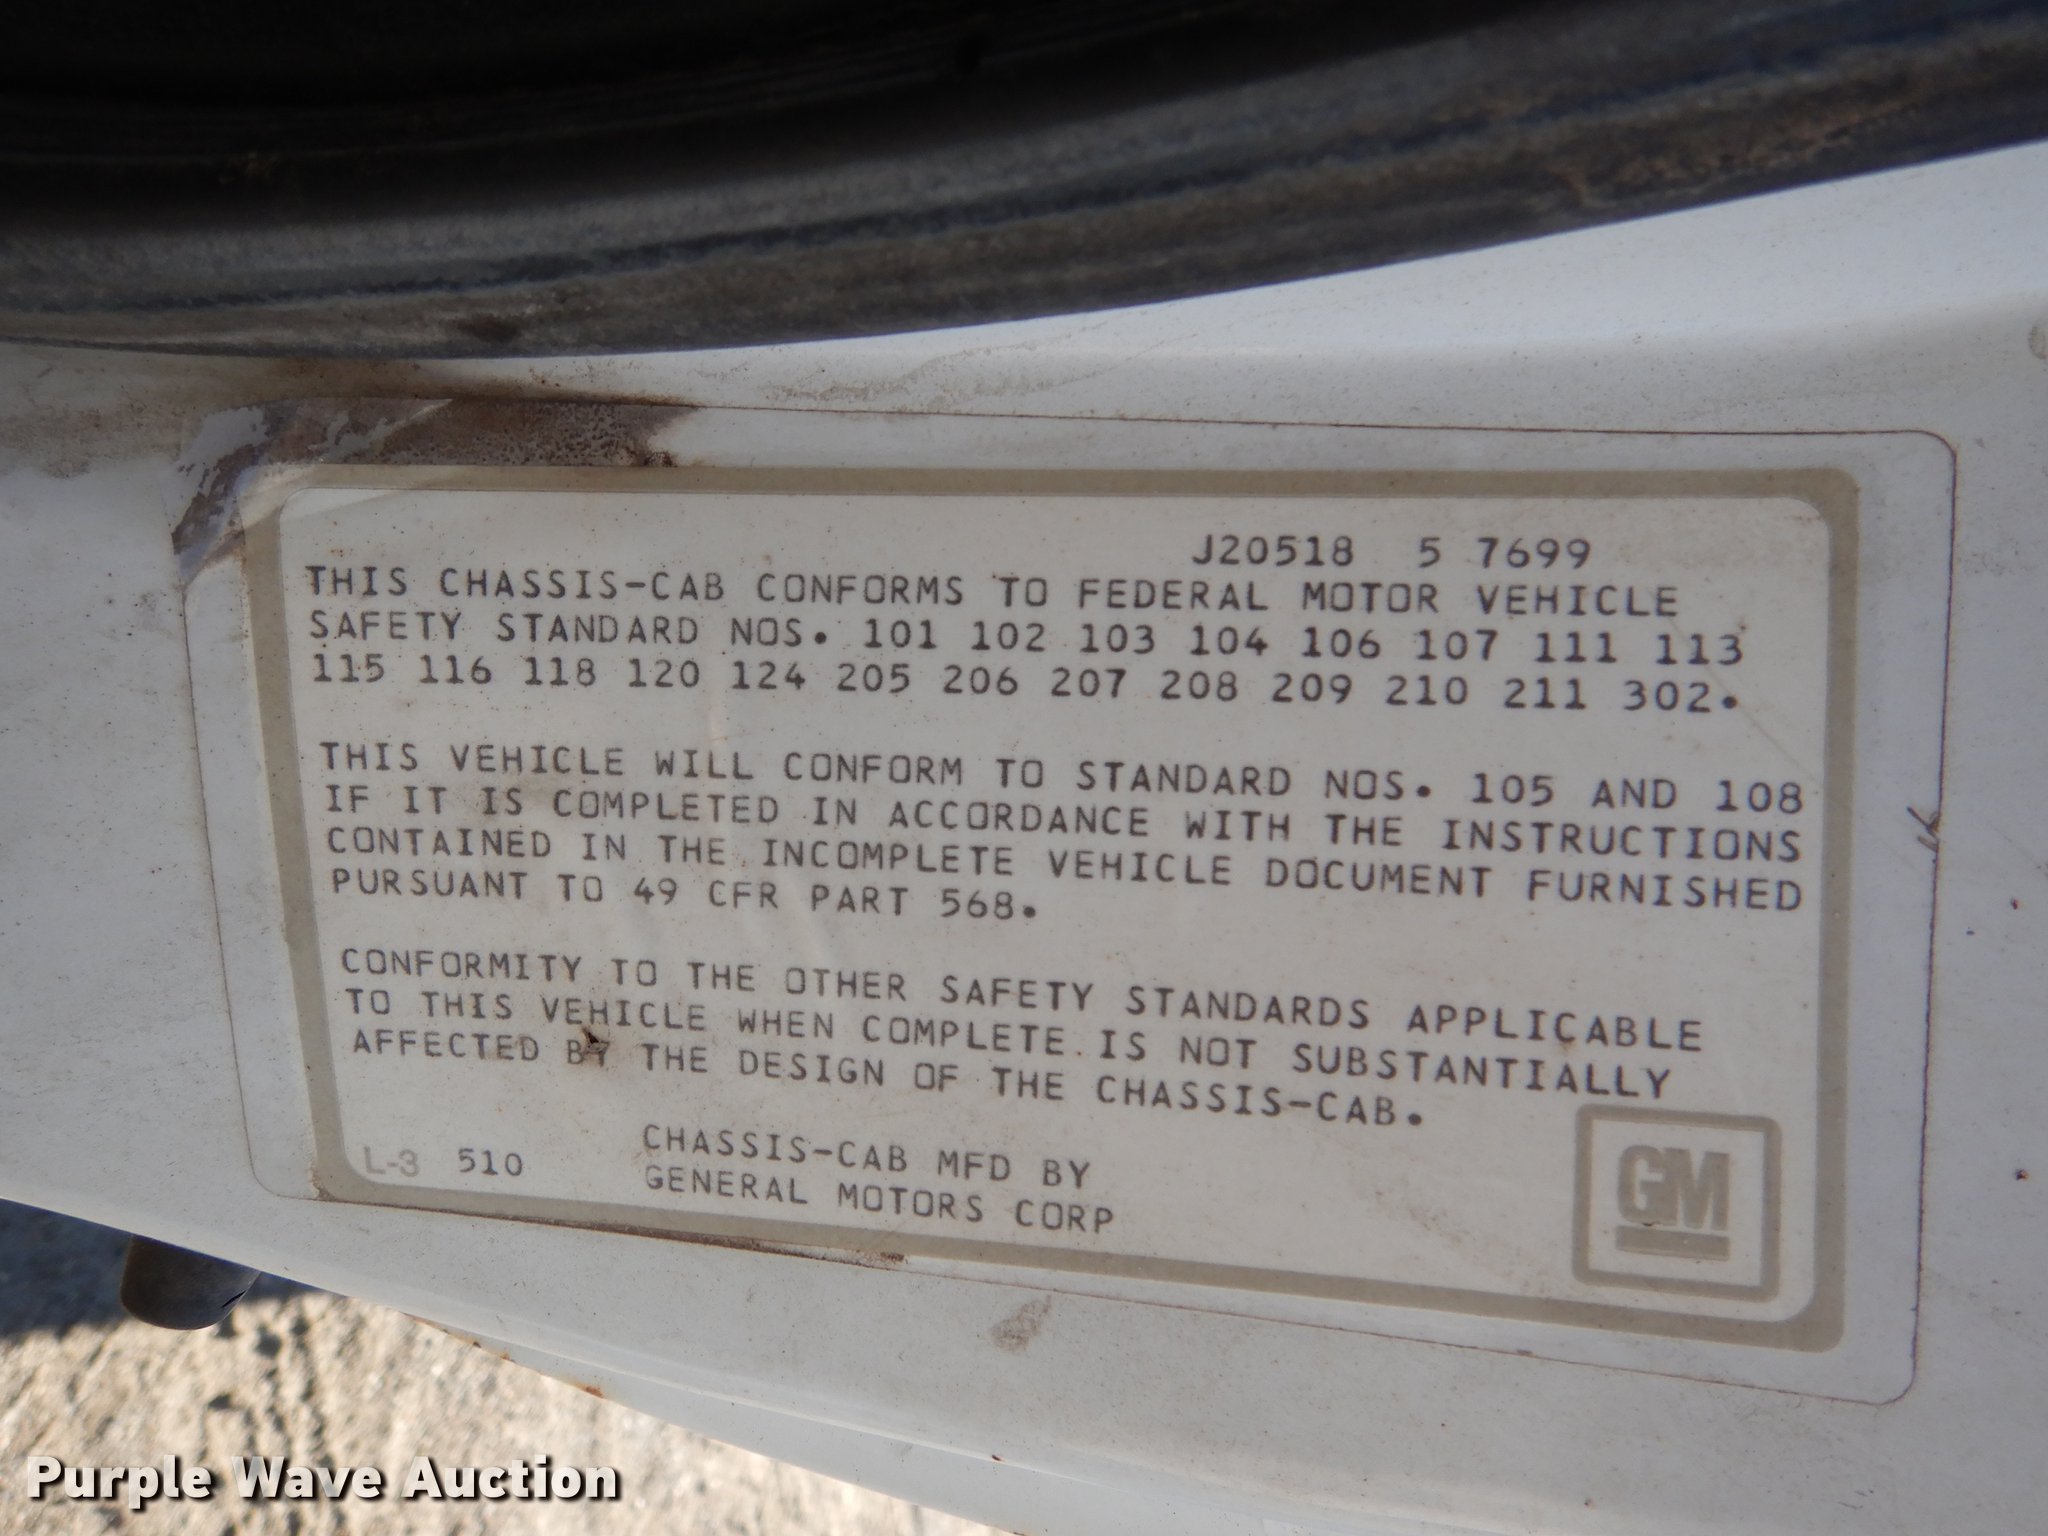 J20518 5 7699
THIS CHASSIS-CAB CONFORMS TO FEDERAL MOTOR VEHICLE
SAFETY STANDARD NOS. 101 102 103 104 106 107 111 113
115 116 118 120 124 205 206 207 208 209 210 211 302.
THIS VEHICLE WILL CONFORM TO STANDARD NOS. 105 AND 108
IF IT IS COMPLETED IN ACCORDANCE WITH THE INSTRUCTIONS
CONTAINED IN THE INCOMPLETE VEHICLE DOCUMENT FURNISHED
PURSUANT TO 49 CFR PART 568.
CONFORMITY TO THE OTHER SAFETY STANDARDS APPLICABLE
TO THIS VEHICLE WHEN COMPLETE IS NOT SUBSTANTIALLY
AFFECTED BY THE DESIGN OF THE CHASSIS-CAB.
L-3 510
CHASSIS-CAB MFD BY
GENERAL MOTORS CORP
GM
Purple Wave Auction